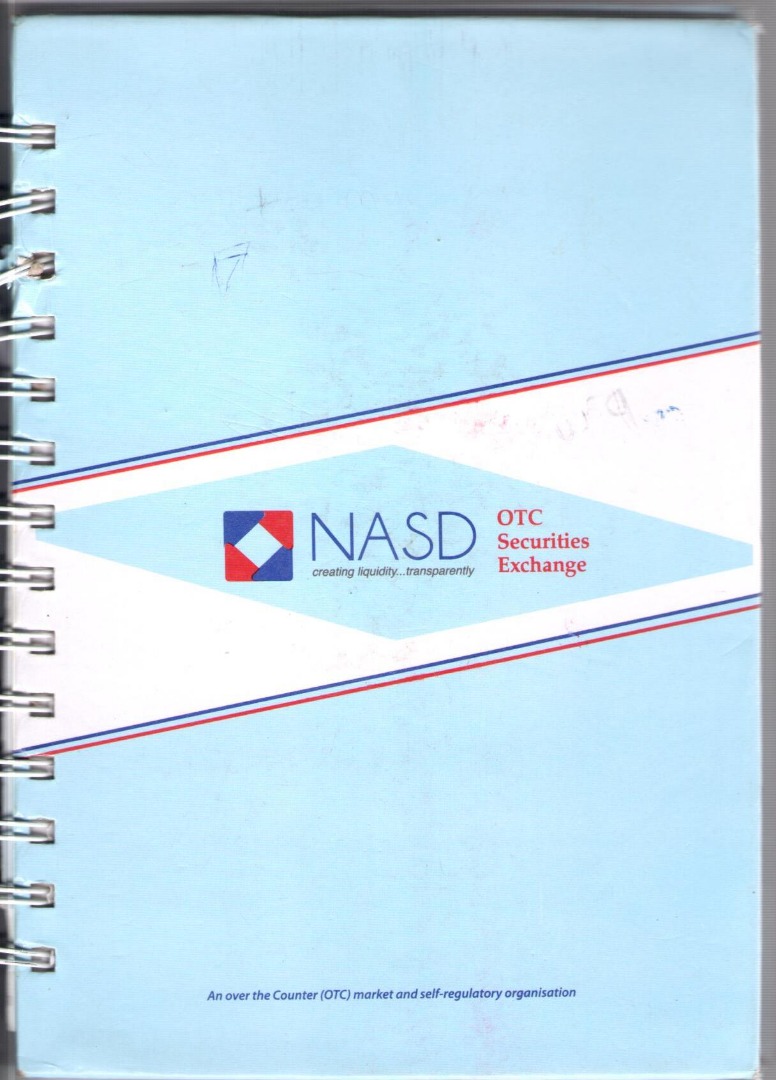 NASD
creating liquidity...transparently
OTC
Securities
Exchange
An over the Counter (OTC) market and self-regulatory organisation